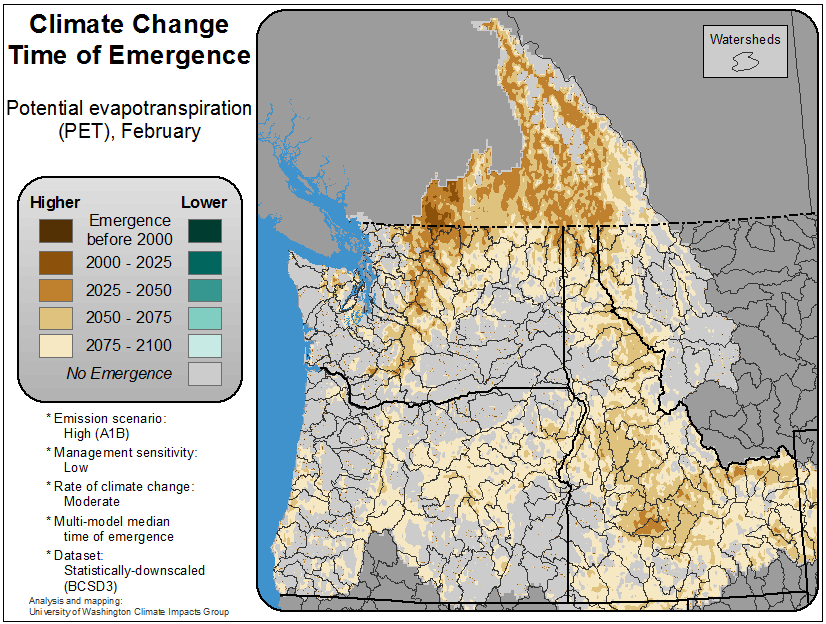 Climate Change
Time of Emergence
Potential evapotranspiration
(PET), February
Higher
Lower
Emergence
before 2000
2000 - 2025
2025 - 2050
2050 - 2075
2075 - 2100
No Emergence
* Emission scenario:
High (A1B)
* Management sensitivity:
Low
* Rate of climate change:
Moderate
* Multi-model median
time of emergence
* Dataset:
Statistically-downscaled
(BCSD3)
Analysis and mapping:
University of Washington Climate Impacts Group
Watersheds